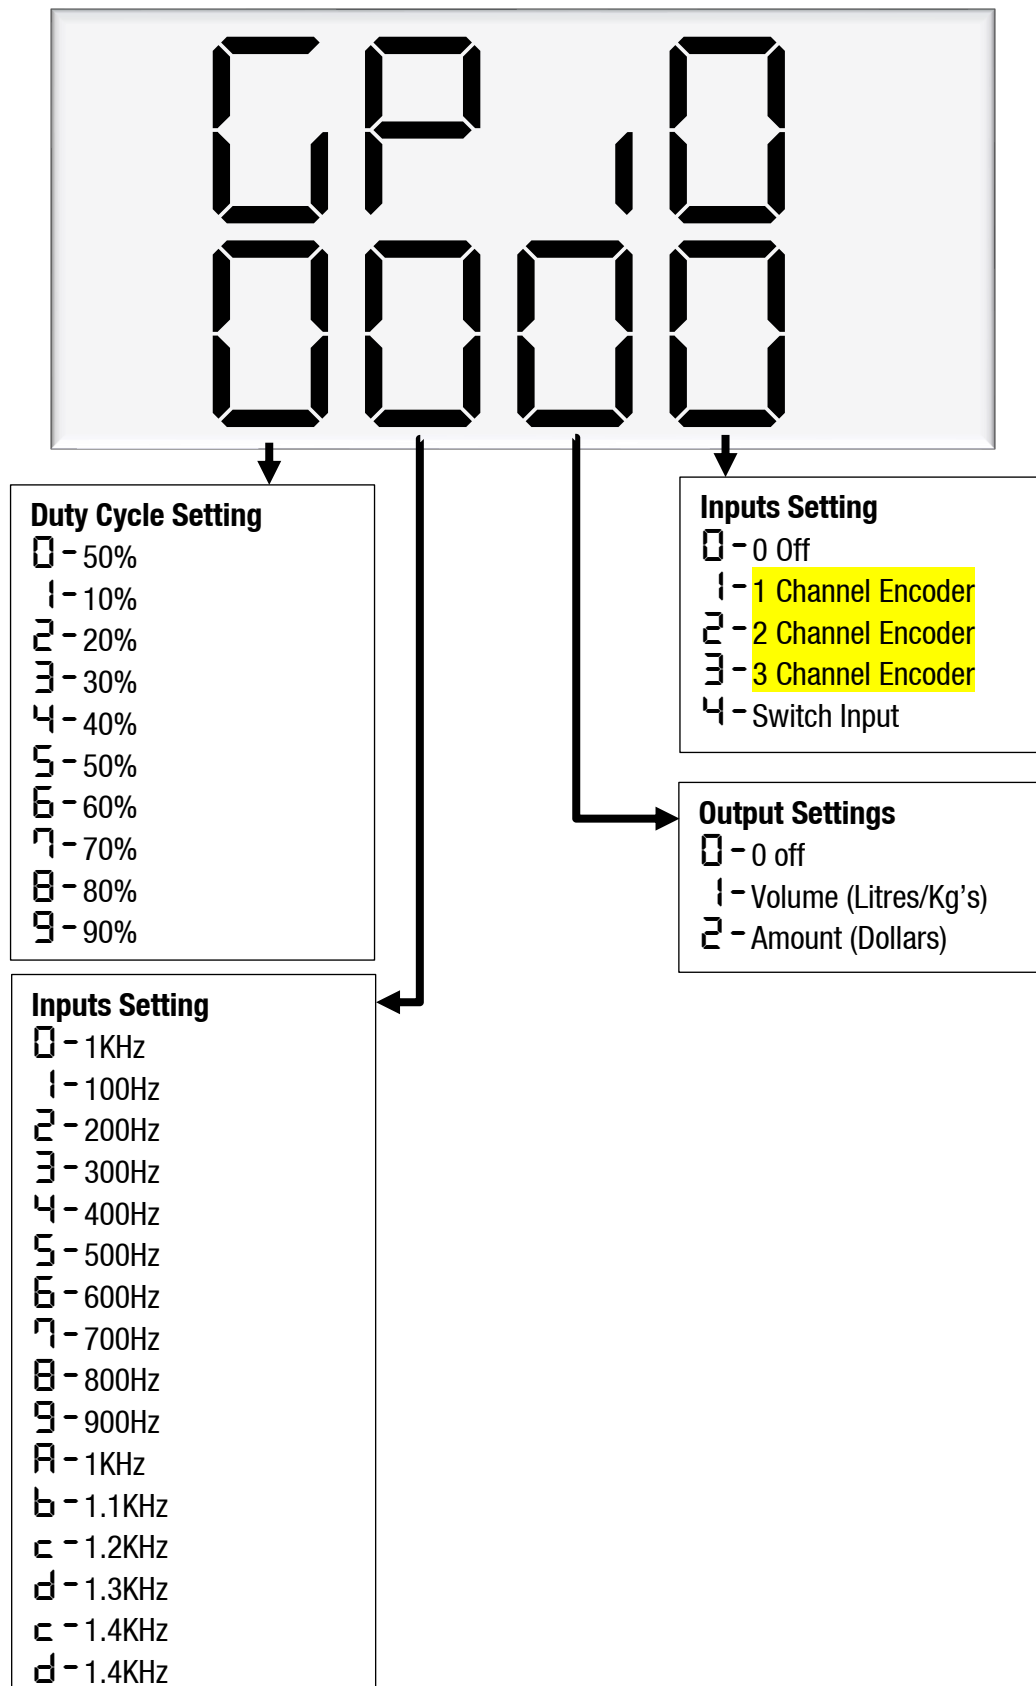 GPiO
0000
Duty Cycle Setting
0 - 50%
1 - 10%
2 - 20%
3 - 30%
4 - 40%
5 - 50%
6 - 60%
7 - 70%
8 - 80%
9 - 90%
Inputs Setting
0 - 1KHz
1 - 100Hz
2 - 200Hz
3 - 300Hz
4 - 400Hz
5 - 500Hz
6 - 600Hz
7 - 700Hz
8 - 800Hz
9 - 900Hz
A - 1KHz
b - 1.1KHz
c - 1.2KHz
d - 1.3KHz
c - 1.4KHz
d - 1.4KHz
Inputs Setting
0 - 0 Off
1 - 1 Channel Encoder
2 - 2 Channel Encoder
3 - 3 Channel Encoder
4 - Switch Input
Output Settings
0 - 0 off
1 - Volume (Litres/Kg’s)
2 - Amount (Dollars)